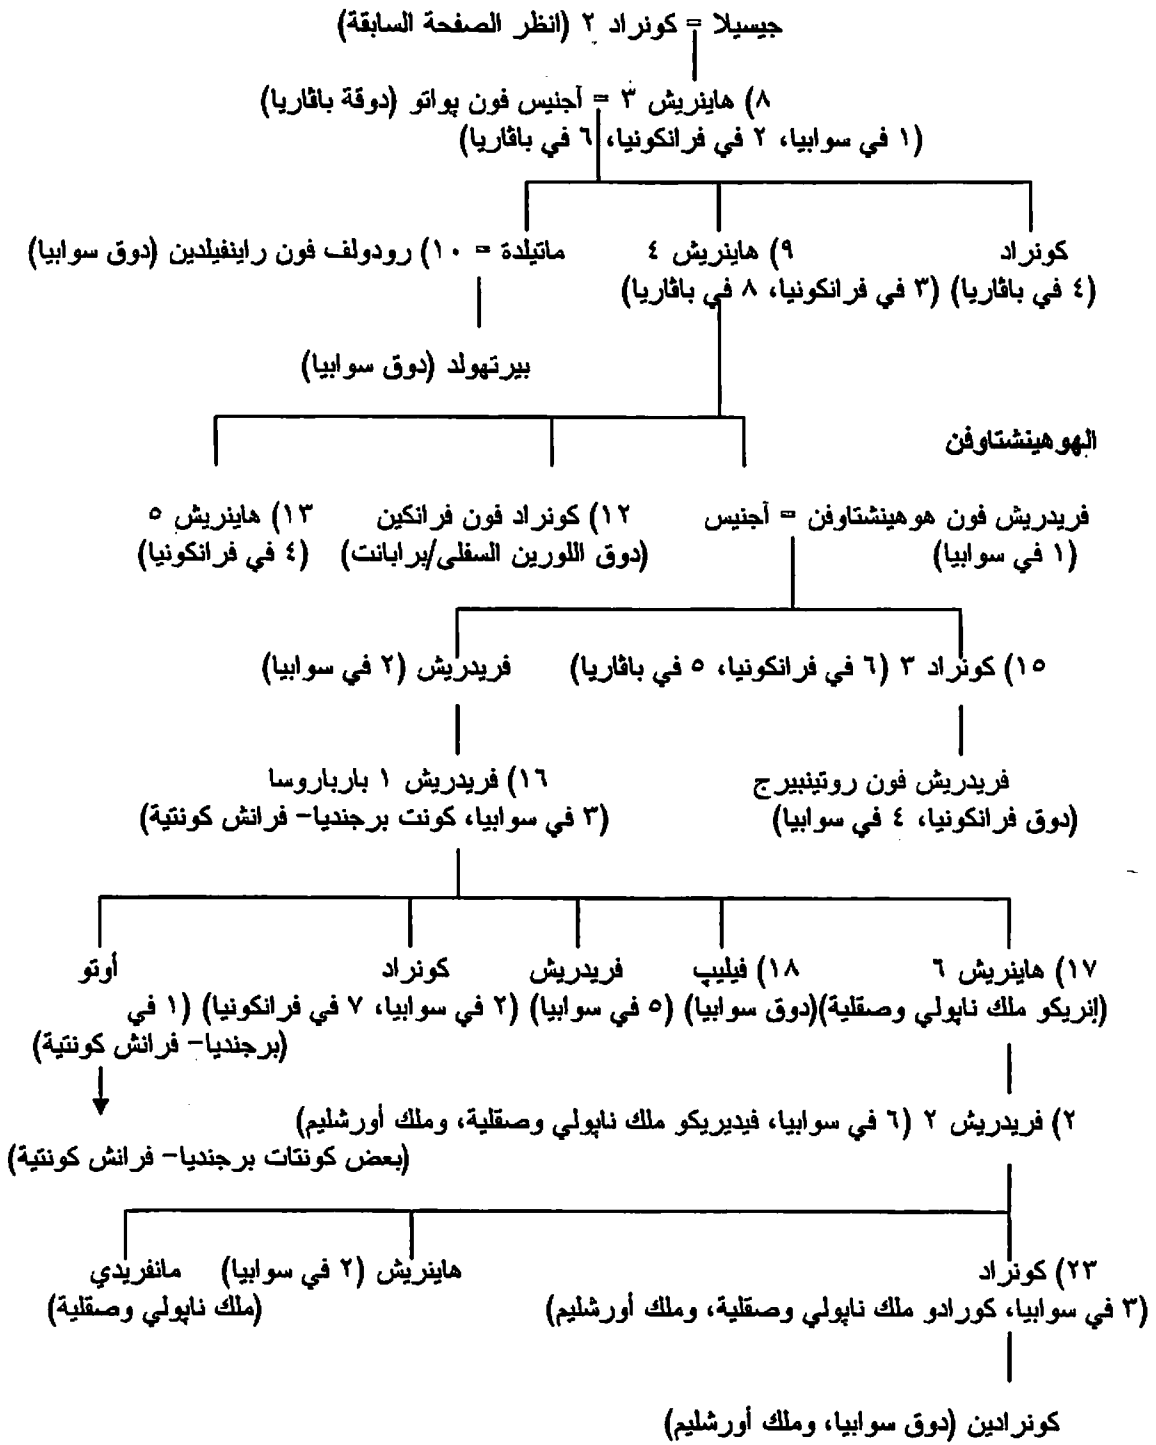 جيسيلا = كونراد ٢ (انظر الصفحة السابقة)
٨) هاينريش ٣ = آجنيس فون پواتو (دوقة باڤاريا)
(١ في سوابيا، ٢ في فرانكونيا، ٦ في باڤاريا)
كونراد ٩) هاينريش ٤ ماتيلدة = ١٠) رودولف فون راينفيلدين (دوق سوابيا)
(٤ في باڤاريا) (٣ في فرانكونيا، ٨ في باڤاريا)
بيرتهولد (دوق سوابيا)
الهوهينشتاوفن
فريدريش فون هوهينشتاوفن = آجنيس ١٢) كونراد فون فرانكين ١٣) هاينريش ٥
(١ في سوابيا) (دوق اللورين السفلى/برابانت) (٤ في فرانكونيا)
١٥) كونراد ٣ (٦ في فرانكونيا، ٥ في باڤاريا) فريدريش (٢ في سوابيا)
فريدريش فون روتينبيرج ١٦) فريدريش ١ بارباروسا
(دوق فرانكونيا، ٤ في سوابيا) (٣ في سوابيا، كونت برجنديا- فرانش كونتية)
١٧) هاينريش ٦ ١٨) فيليپ فريدريش كونراد أوتو
(إنريكو ملك ناپولي وصقلية)(دوق سوابيا) (٥ في سوابيا) (٢ في سوابيا، ٧ في فرانكونيا) (١ في
برجنديا- فرانش كونتية)
٢) فريدريش ٢ (٦ في سوابيا، فيديريكو ملك ناپولي وصقلية، وملك أورشليم)
(بعض كونتات برجنديا- فرانش كونتية)
٢٣) كونراد هاينريش (٢ في سوابيا) مانفريدي
(٣ في سوابيا، كورادو ملك ناپولي وصقلية، وملك أورشليم) (ملك ناپولي وصقلية)
كونرادين (دوق سوابيا، وملك أورشليم)